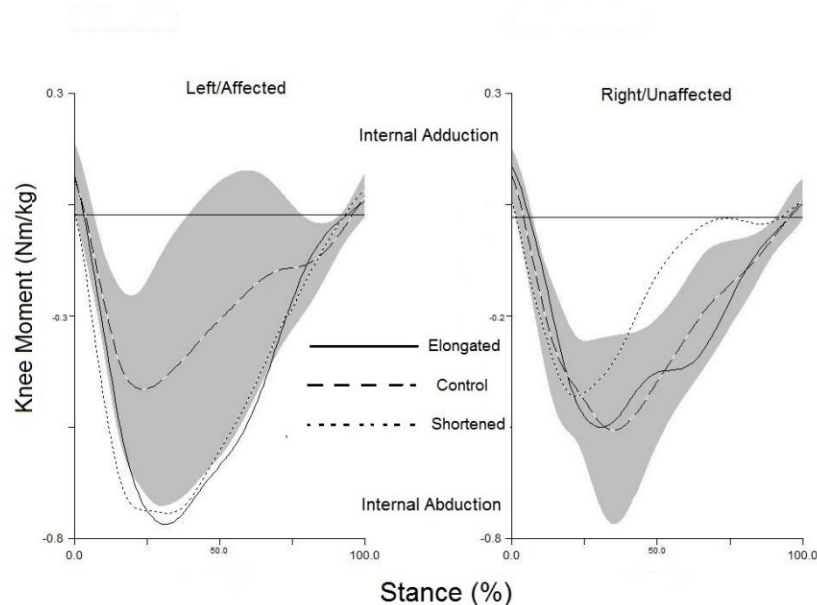 Left/Affected
Right/Unaffected
0.3
0.3
Internal Adduction
Knee Moment (Nm/kg)
-0.3
-0.2
Elongated
Control
Shortened
Internal Abduction
-0.8
-0.8
0.0
50.0
100.0
0.0
50.0
100.0
Stance (%)